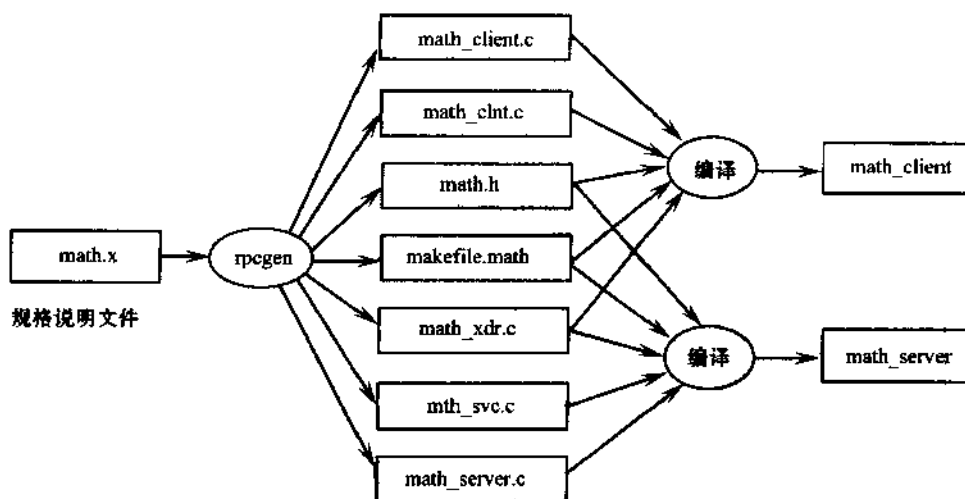 math_client.c
math_clnt.c
math.h
makefile.math
math_xdr.c
mth_svc.c
math_server.c
math.x
规格说明文件
rpcgen
编译
编译
math_client
math_server